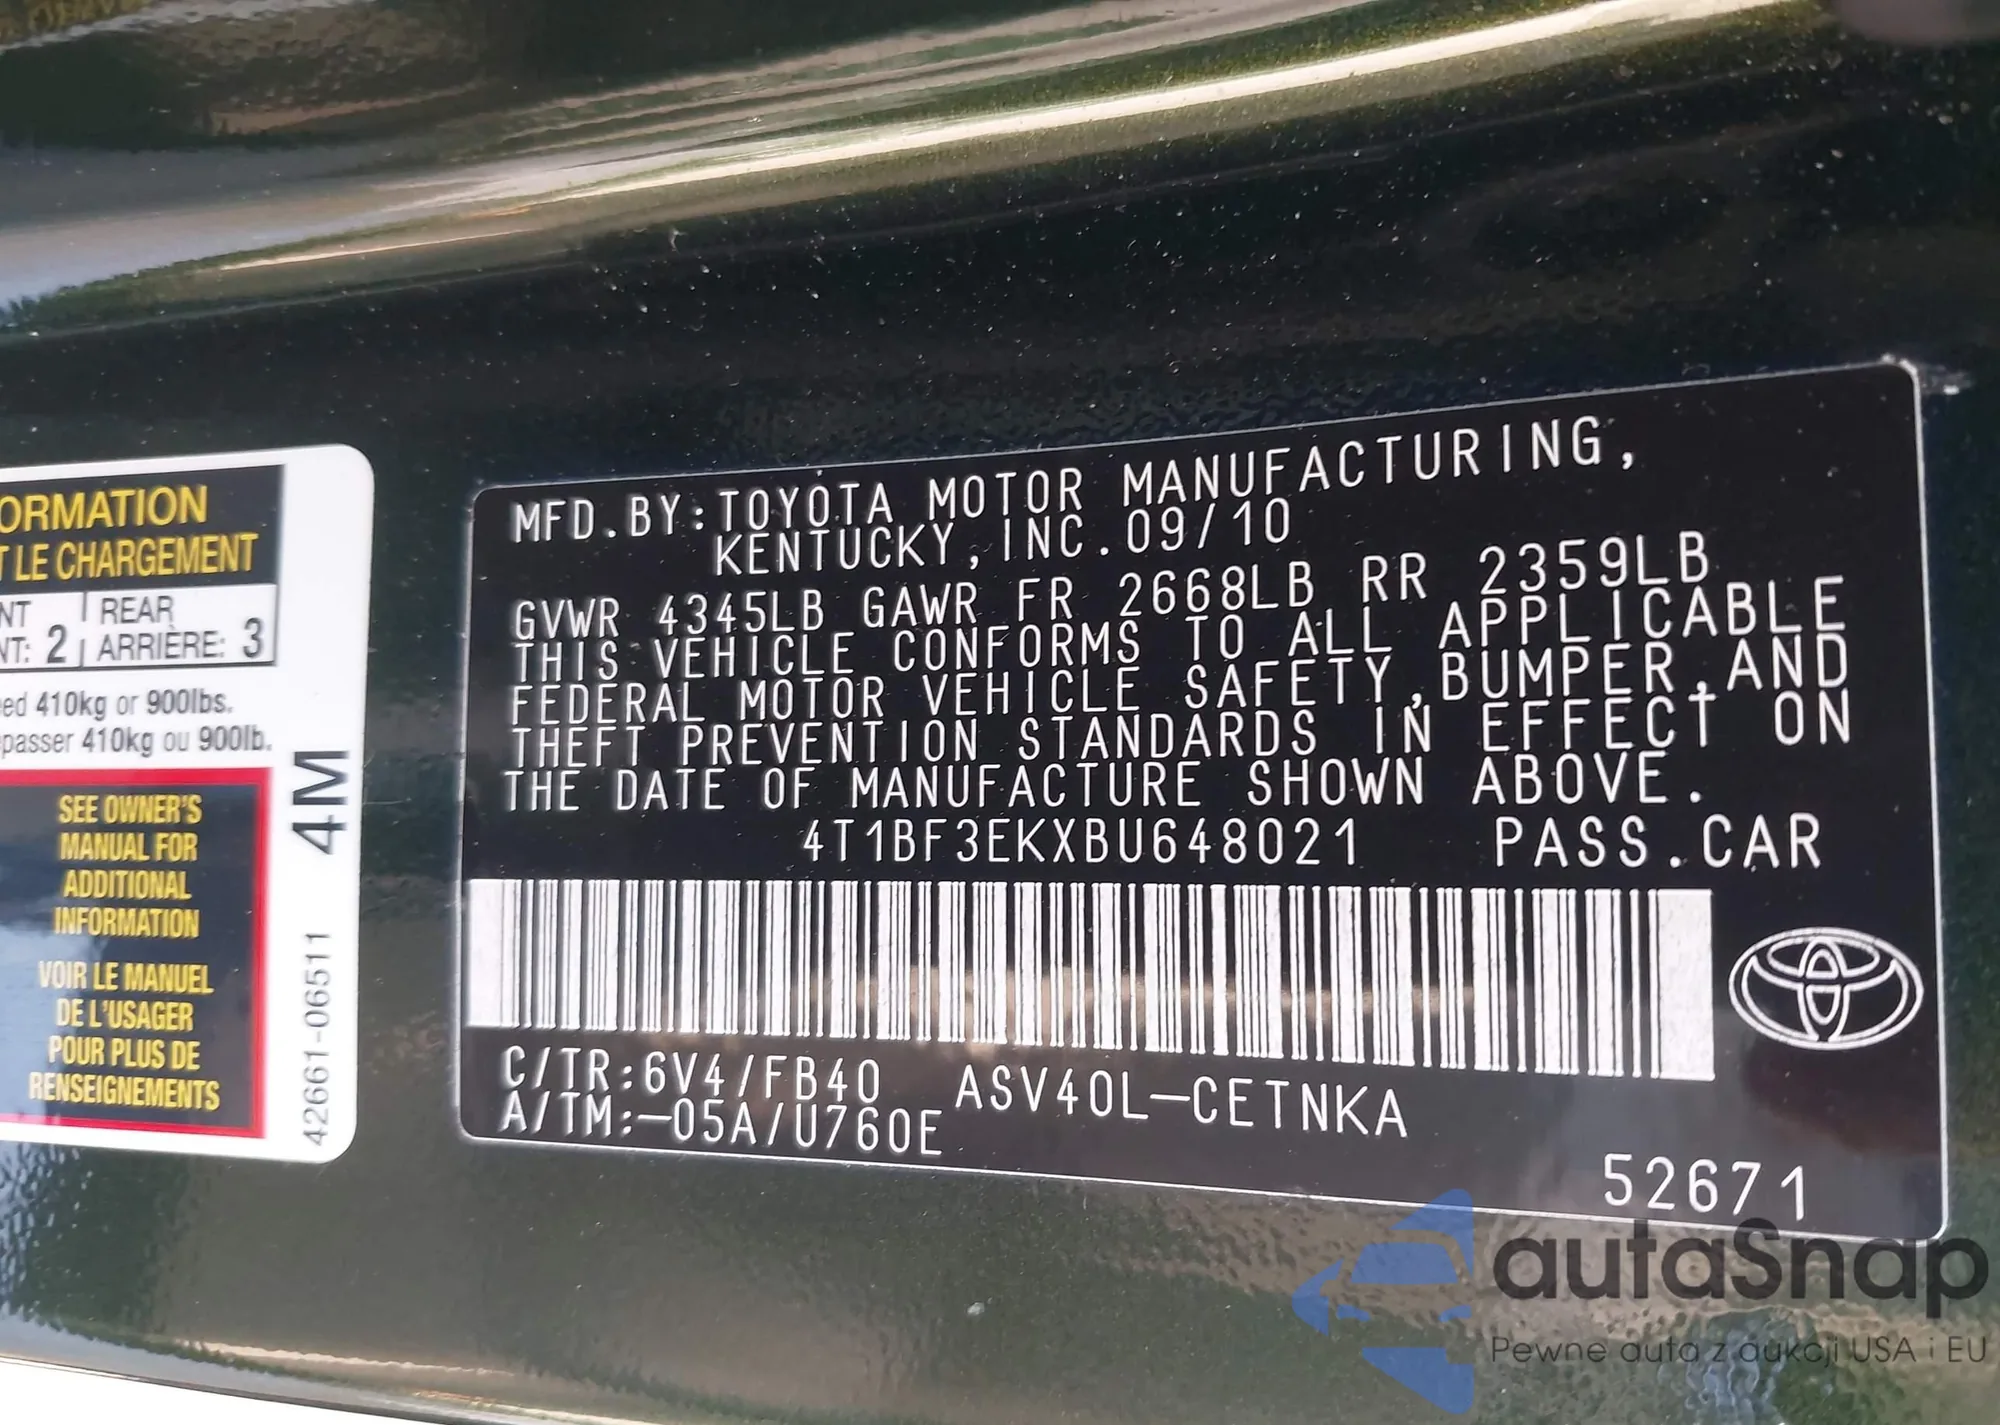 ORMATION
T LE CHARGEMENT
NT REAR
NT: 2 ARRIÈRE: 3
ed 410kg or 900lbs.
passer 410kg ou 900lb.
SEE OWNER'S
MANUAL FOR
ADDITIONAL
INFORMATION
VOIR LE MANUEL
DE L'USAGER
POUR PLUS DE
RENSEIGNEMENTS
4M
42661-06511
MFD.BY:TOYOTA MOTOR MANUFACTURING,
KENTUCKY,INC.09/10
GVWR 4345LB GAWR FR 2668LB RR 2359LB
THIS VEHICLE CONFORMS TO ALL APPLICABLE
FEDERAL MOTOR VEHICLE SAFETY,BUMPER,AND
THEFT PREVENTION STANDARDS IN EFFECT ON
THE DATE OF MANUFACTURE SHOWN ABOVE.
4T1BF3EKXBU648021 PASS.CAR
C/TR:6V4/FB40 ASV40L-CETNKA
A/TM:-05A/U760E
52671
autaSnap
Pewne auta z aukcji USA i EU